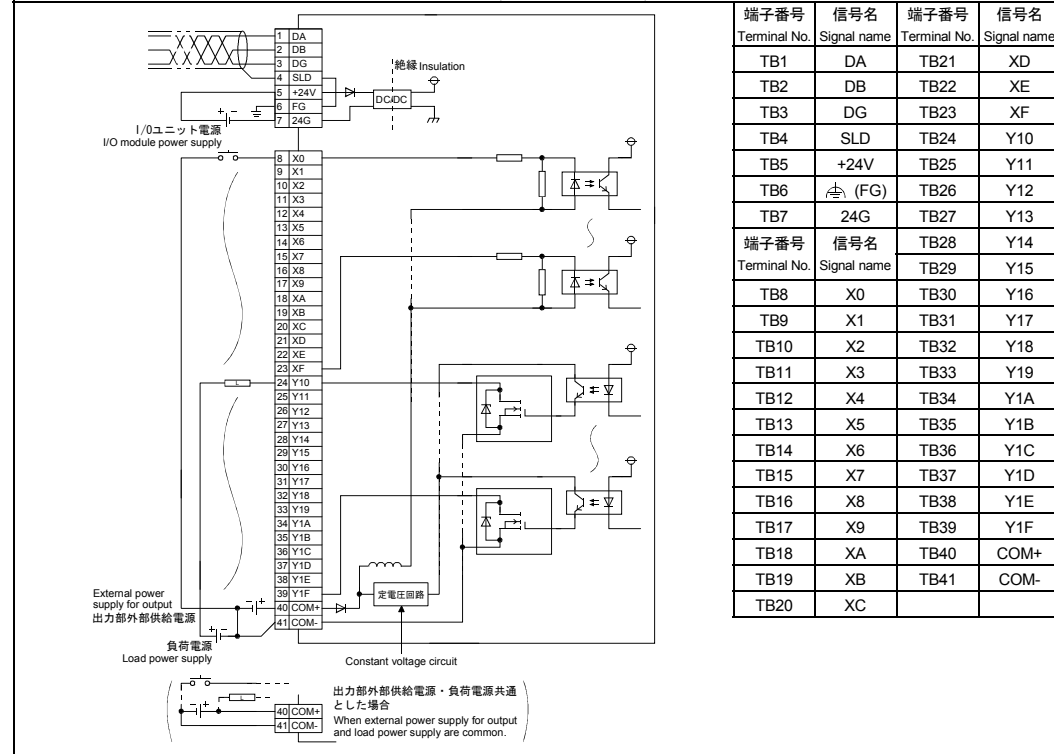 1 DA
2 DB
3 DG
4 SLD
5 +24V
6 FG
7 24G
絶縁 Insulation
DC/DC
I/0ユニット電源
I/O module power supply
8 X0
9 X1
10 X2
11 X3
12 X4
13 X5
14 X6
15 X7
16 X8
17 X9
18 XA
19 XB
20 XC
21 XD
22 XE
23 XF
L
24 Y10
25 Y11
26 Y12
27 Y13
28 Y14
29 Y15
30 Y16
31 Y17
32 Y18
33 Y19
34 Y1A
35 Y1B
36 Y1C
37 Y1D
38 Y1E
39 Y1F
40 COM+
41 COM-
定電圧回路
External power
supply for output
出力部外部供給電源
+ -
- +
+ -
負荷電源
Load power supply
Constant voltage circuit
L
- +
40 COM+
41 COM-
出力部外部供給電源・負荷電源共通
とした場合
When external power supply for output
and load power supply are common.
端子番号 信号名 端子番号 信号名
Terminal No. Signal name Terminal No. Signal name
TB1 DA TB21 XD
TB2 DB TB22 XE
TB3 DG TB23 XF
TB4 SLD TB24 Y10
TB5 +24V TB25 Y11
TB6 (FG) TB26 Y12
TB7 24G TB27 Y13
端子番号 信号名 TB28 Y14
Terminal No. Signal name TB29 Y15
TB8 X0 TB30 Y16
TB9 X1 TB31 Y17
TB10 X2 TB32 Y18
TB11 X3 TB33 Y19
TB12 X4 TB34 Y1A
TB13 X5 TB35 Y1B
TB14 X6 TB36 Y1C
TB15 X7 TB37 Y1D
TB16 X8 TB38 Y1E
TB17 X9 TB39 Y1F
TB18 XA TB40 COM+
TB19 XB TB41 COM-
TB20 XC